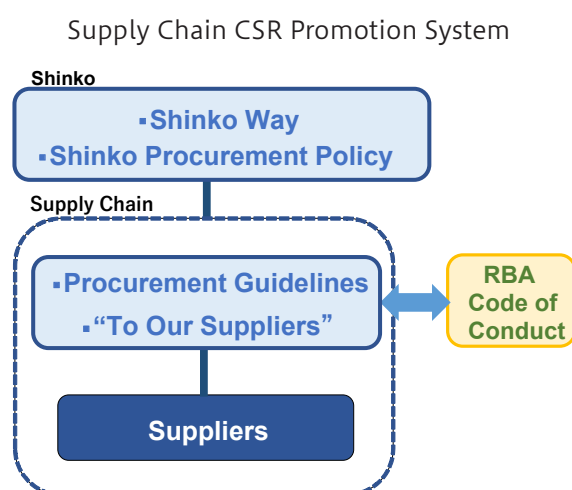 Supply Chain CSR Promotion System
Shinko
▪Shinko Way
▪Shinko Procurement Policy
Supply Chain
▪Procurement Guidelines
▪“To Our Suppliers”
RBA
Code of
Conduct
Suppliers